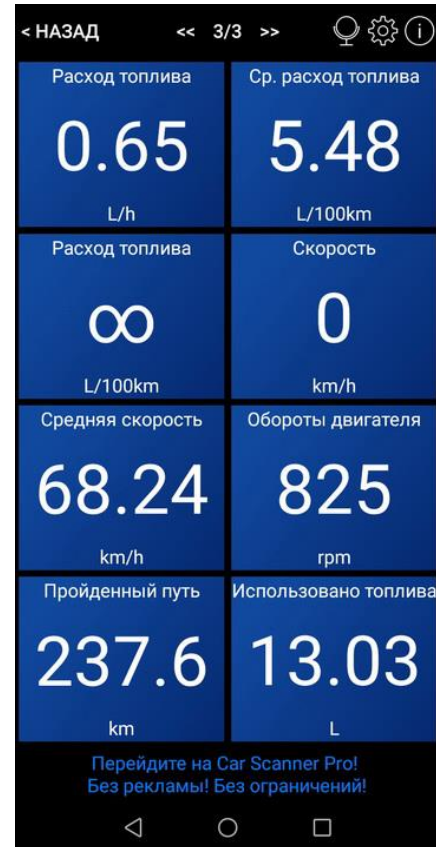 < НАЗАД << 3/3 >>
Расход топлива Ср. расход топлива
0.65 5.48
L/h L/100km
Расход топлива Скорость
∞ 0
L/100km km/h
Средняя скорость Обороты двигателя
68.24 825
km/h rpm
Пройденный путь Использовано топлива
237.6 13.03
km L
Перейдите на Car Scanner Pro!
Без рекламы! Без ограничений!